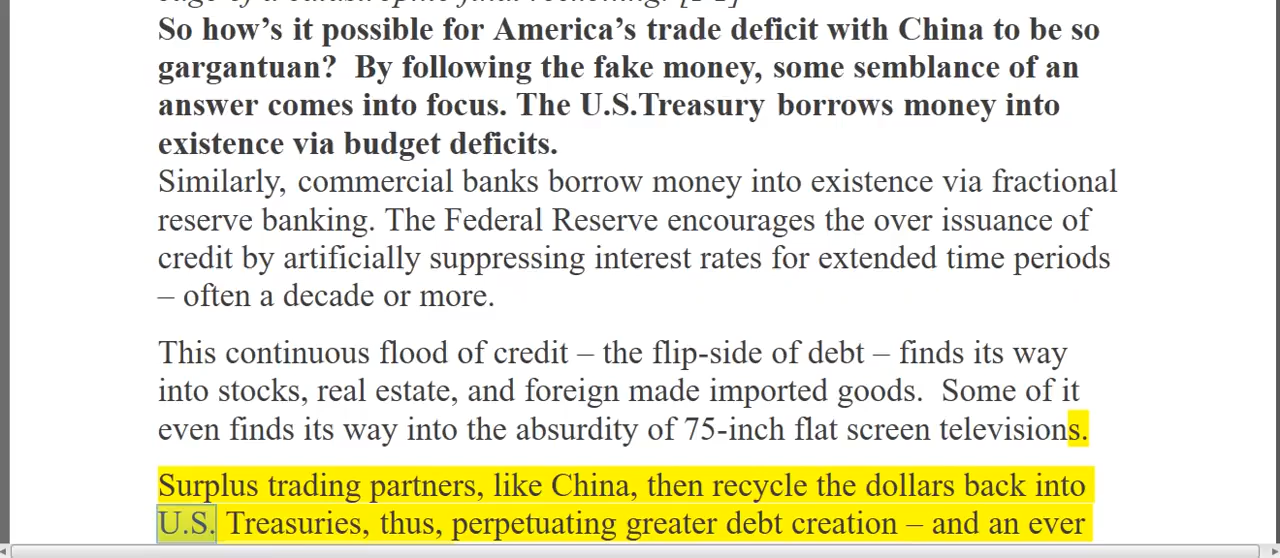 So how’s it possible for America’s trade deficit with China to be so
gargantuan?  By following the fake money, some semblance of an
answer comes into focus. The U.S.Treasury borrows money into
existence via budget deficits.
Similarly, commercial banks borrow money into existence via fractional
reserve banking. The Federal Reserve encourages the over issuance of
credit by artificially suppressing interest rates for extended time periods
– often a decade or more.
This continuous flood of credit – the flip-side of debt – finds its way
into stocks, real estate, and foreign made imported goods.  Some of it
even finds its way into the absurdity of 75-inch flat screen televisions.
Surplus trading partners, like China, then recycle the dollars back into
U.S. Treasuries, thus, perpetuating greater debt creation – and an ever